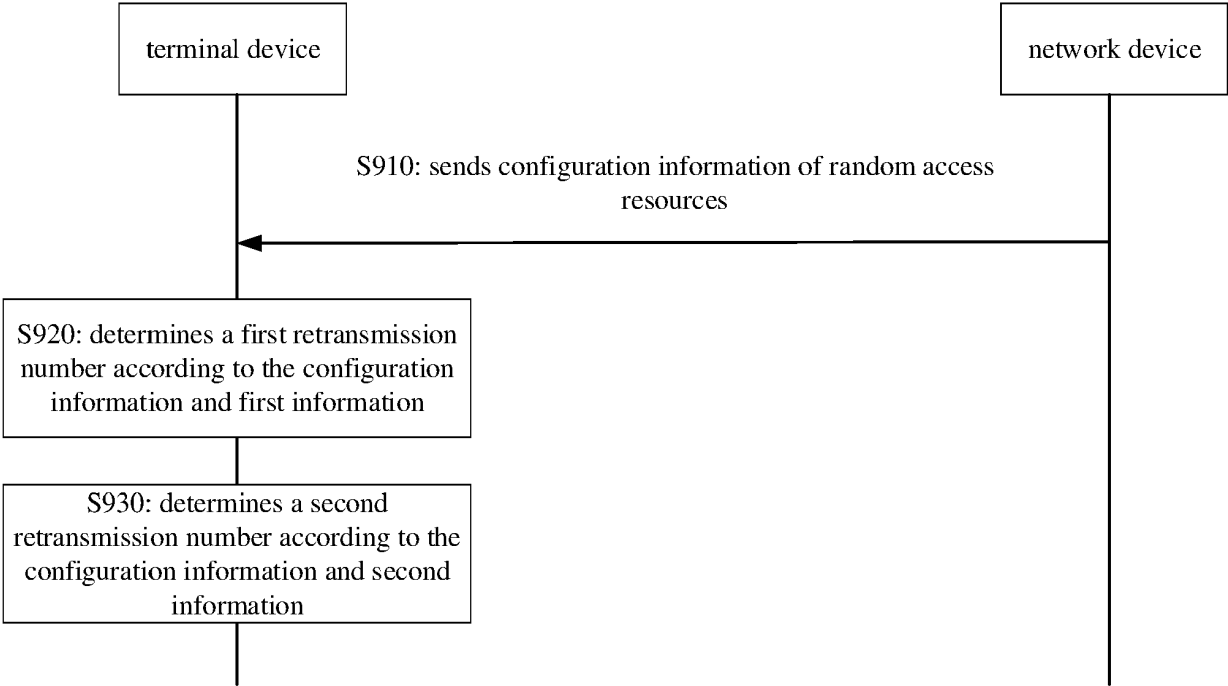 terminal device
network device
S910: sends configuration information of random access
resources
S920: determines a first retransmission
number according to the configuration
information and first information
S930: determines a second
retransmission number according to the
configuration information and second
information